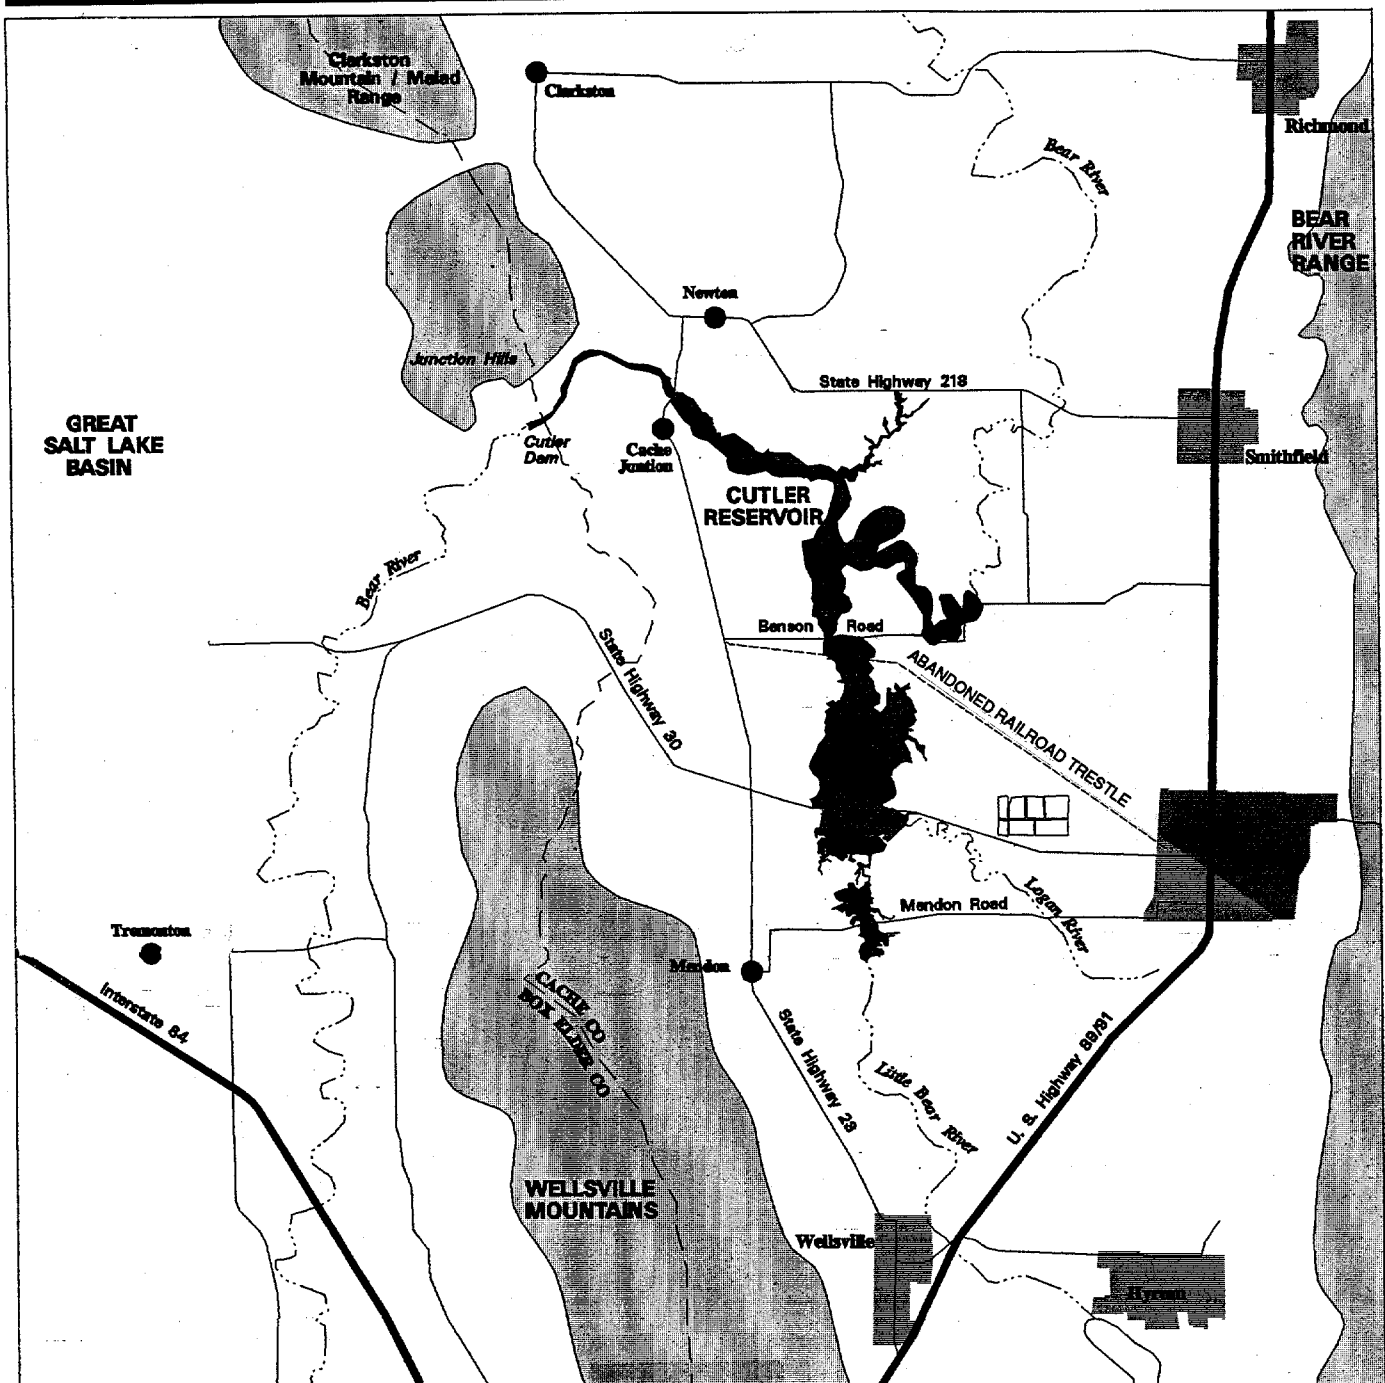 Clarkston
Mountain / Malad
Range
Clarkston
Richmond
Bear River
BEAR
RIVER
RANGE
Newton
Junction Hills
State Highway 218
GREAT
SALT LAKE
BASIN
Cutler
Dam
Cache
Juntion
Smithfield
CUTLER
RESERVOIR
Bear River
Benson Road
State Highway 30
ABANDONED RAILROAD TRESTLE
Logan River
Mendon Road
Tremonton
Mendon
Interstate 84
CACHE CO
BOX ELDER CO
State Highway 23
U. S. Highway 89/91
Little Bear River
WELLSVILLE
MOUNTAINS
Wellsville
Hyrum